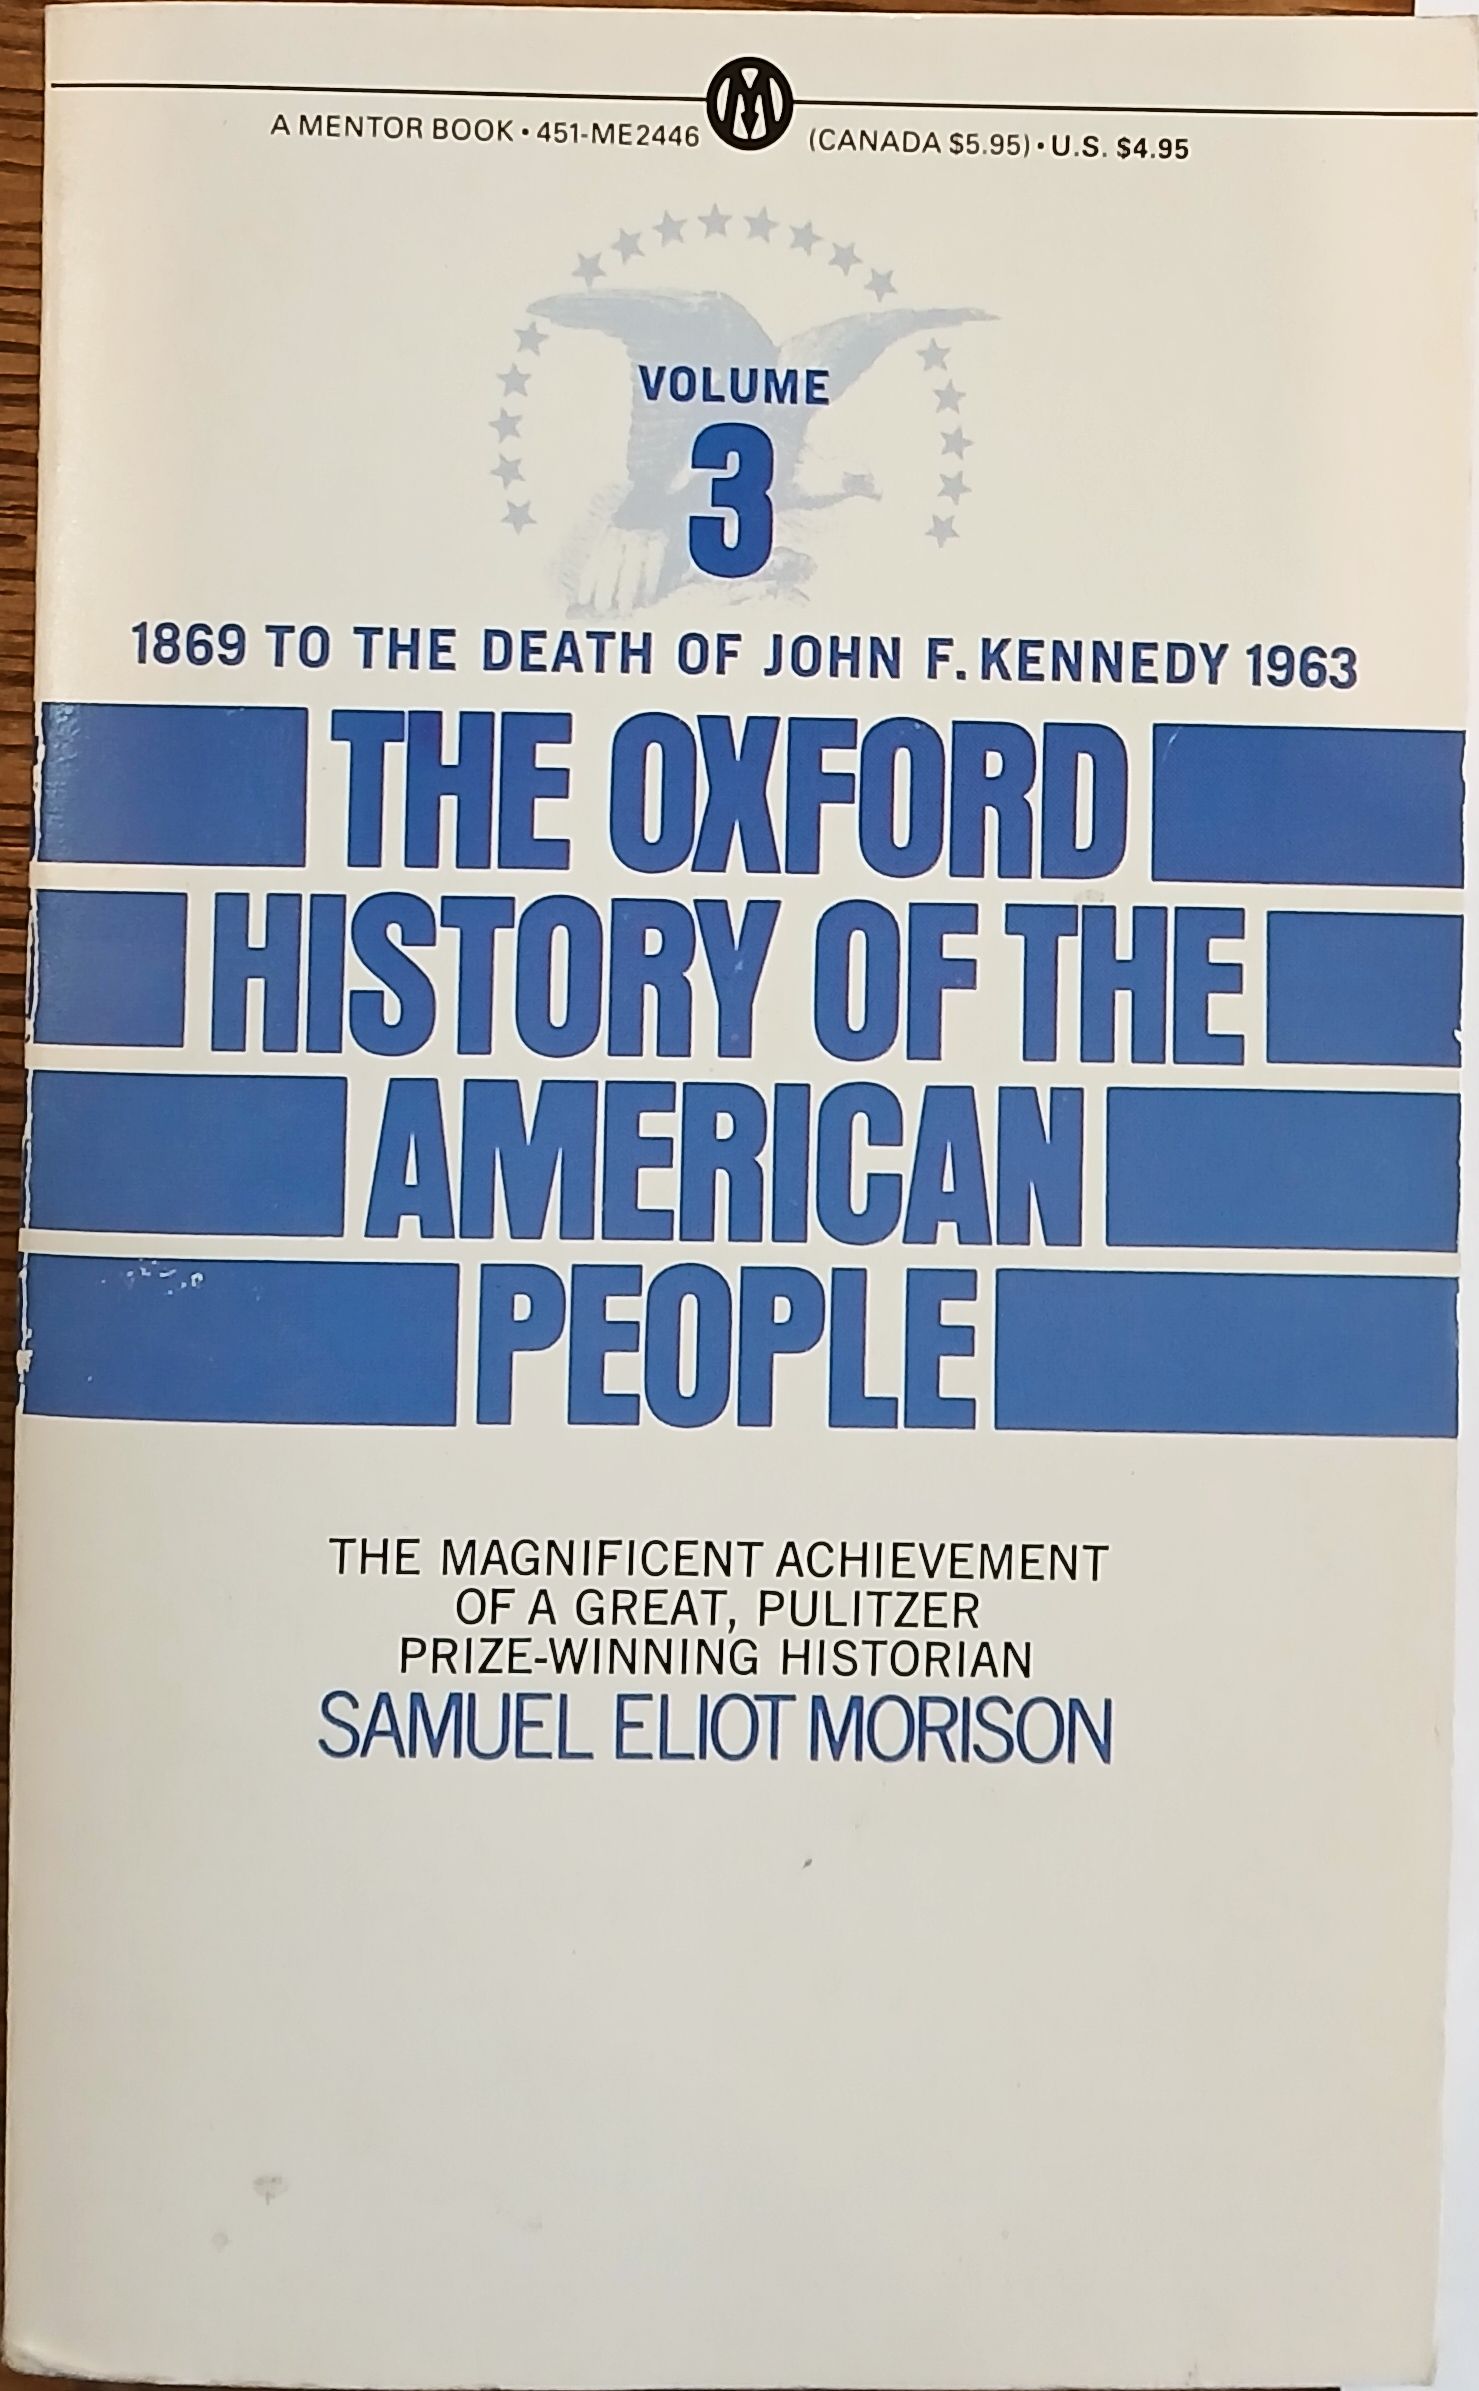 A MENTOR BOOK • 451-ME2446 (CANADA $5.95) • U.S. $4.95
VOLUME
3
1869 TO THE DEATH OF JOHN F. KENNEDY 1963
THE OXFORD
HISTORY OF THE
AMERICAN
PEOPLE
THE MAGNIFICENT ACHIEVEMENT
OF A GREAT, PULITZER
PRIZE-WINNING HISTORIAN
SAMUEL ELIOT MORISON